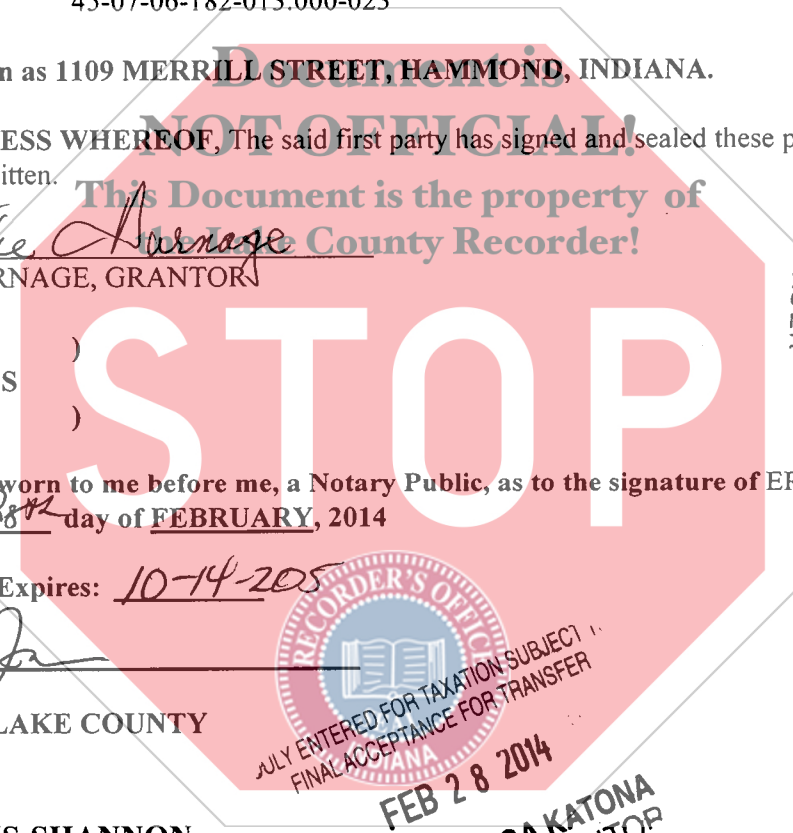 45-07-06-182-015.000-023
Document is
n as 1109 MERRILL STREET, HAMMOND, INDIANA.
NOT OFFICIAL!
ESS WHEREOF, The said first party has signed and sealed these p
itten.
This Document is the property of
the Lake County Recorder!
RNAGE, GRANTOR
)
S
)
STOP
worn to me before me, a Notary Public, as to the signature of ER
day of FEBRUARY, 2014
Expires: 10-14-205
RECORDER'S OFFICE
INDIANA
LAKE COUNTY
DULY ENTERED FOR TAXATION SUBJECT
FINAL ACCEPTANCE FOR TRANSFER
FEB 28 2014
KATONA
SHANNON